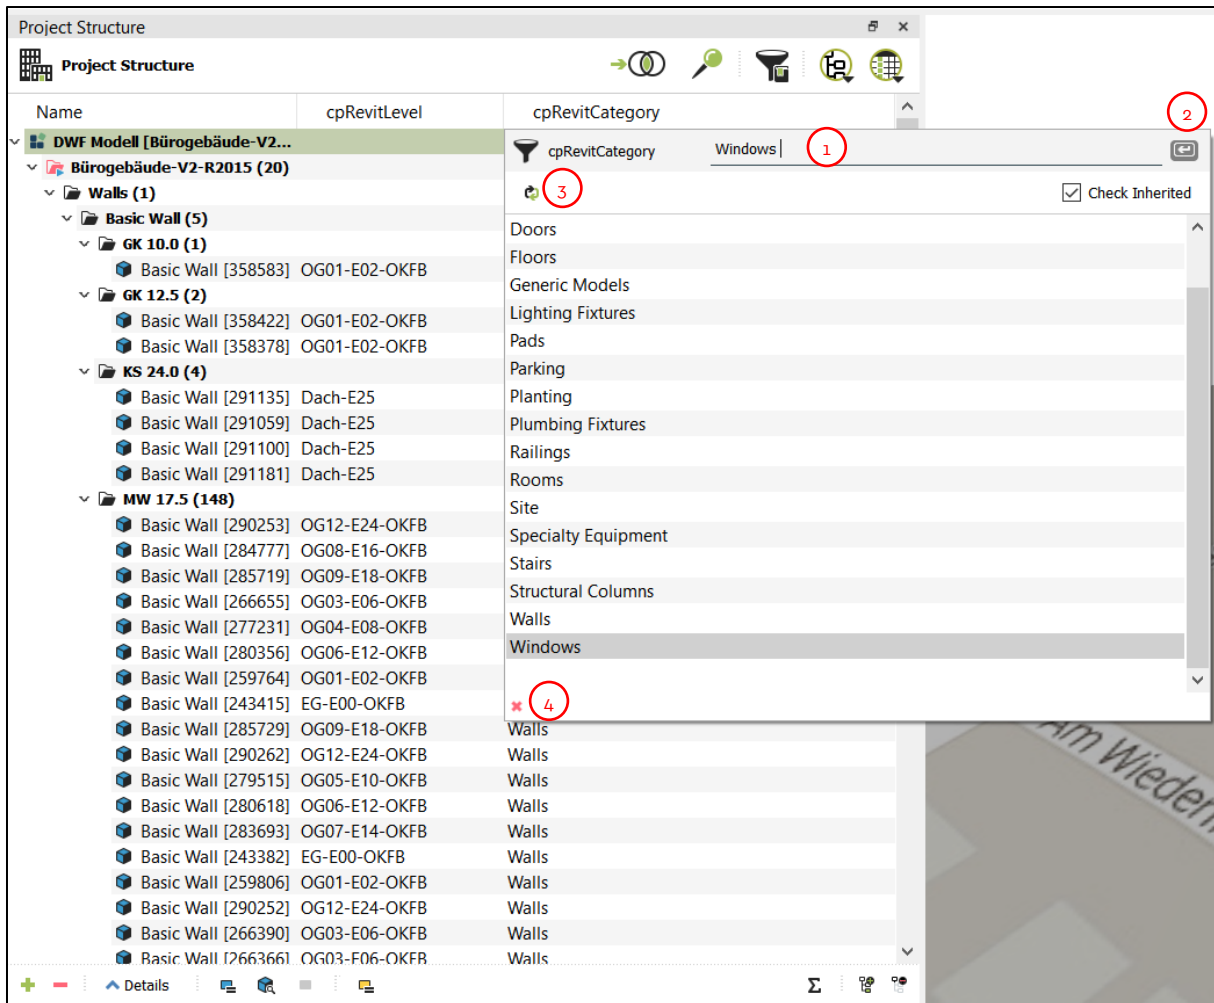 Project Structure
Project Structure
Name cpRevitLevel cpRevitCategory
2
DWF Modell [Bürogebäude-V2...
cpRevitCategory Windows 1
Bürogebäude-V2-R2015 (20)
Walls (1)
3 Check Inherited
Basic Wall (5)
GK 10.0 (1)
Basic Wall [358583] OG01-E02-OKFB
GK 12.5 (2)
Basic Wall [358422] OG01-E02-OKFB
Basic Wall [358378] OG01-E02-OKFB
KS 24.0 (4)
Basic Wall [291135] Dach-E25
Basic Wall [291059] Dach-E25
Basic Wall [291100] Dach-E25
Basic Wall [291181] Dach-E25
MW 17.5 (148)
Basic Wall [290253] OG12-E24-OKFB
Basic Wall [284777] OG08-E16-OKFB
Basic Wall [285719] OG09-E18-OKFB
Basic Wall [266655] OG03-E06-OKFB
Basic Wall [277231] OG04-E08-OKFB
Basic Wall [280356] OG06-E12-OKFB
Basic Wall [259764] OG01-E02-OKFB
Basic Wall [243415] EG-E00-OKFB
Doors
Floors
Generic Models
Lighting Fixtures
Pads
Parking
Planting
Plumbing Fixtures
Railings
Rooms
Site
Specialty Equipment
Stairs
Structural Columns
Walls
Windows
4
Basic Wall [285729] OG09-E18-OKFB Walls
Basic Wall [290262] OG12-E24-OKFB Walls
Basic Wall [279515] OG05-E10-OKFB Walls
Basic Wall [280618] OG06-E12-OKFB Walls
Basic Wall [283693] OG07-E14-OKFB Walls
Basic Wall [243382] EG-E00-OKFB Walls
Basic Wall [259806] OG01-E02-OKFB Walls
Basic Wall [290252] OG12-E24-OKFB Walls
Basic Wall [266390] OG03-E06-OKFB Walls
Basic Wall [266366] OG03-E06-OKFB Walls
Details
Σ
Am